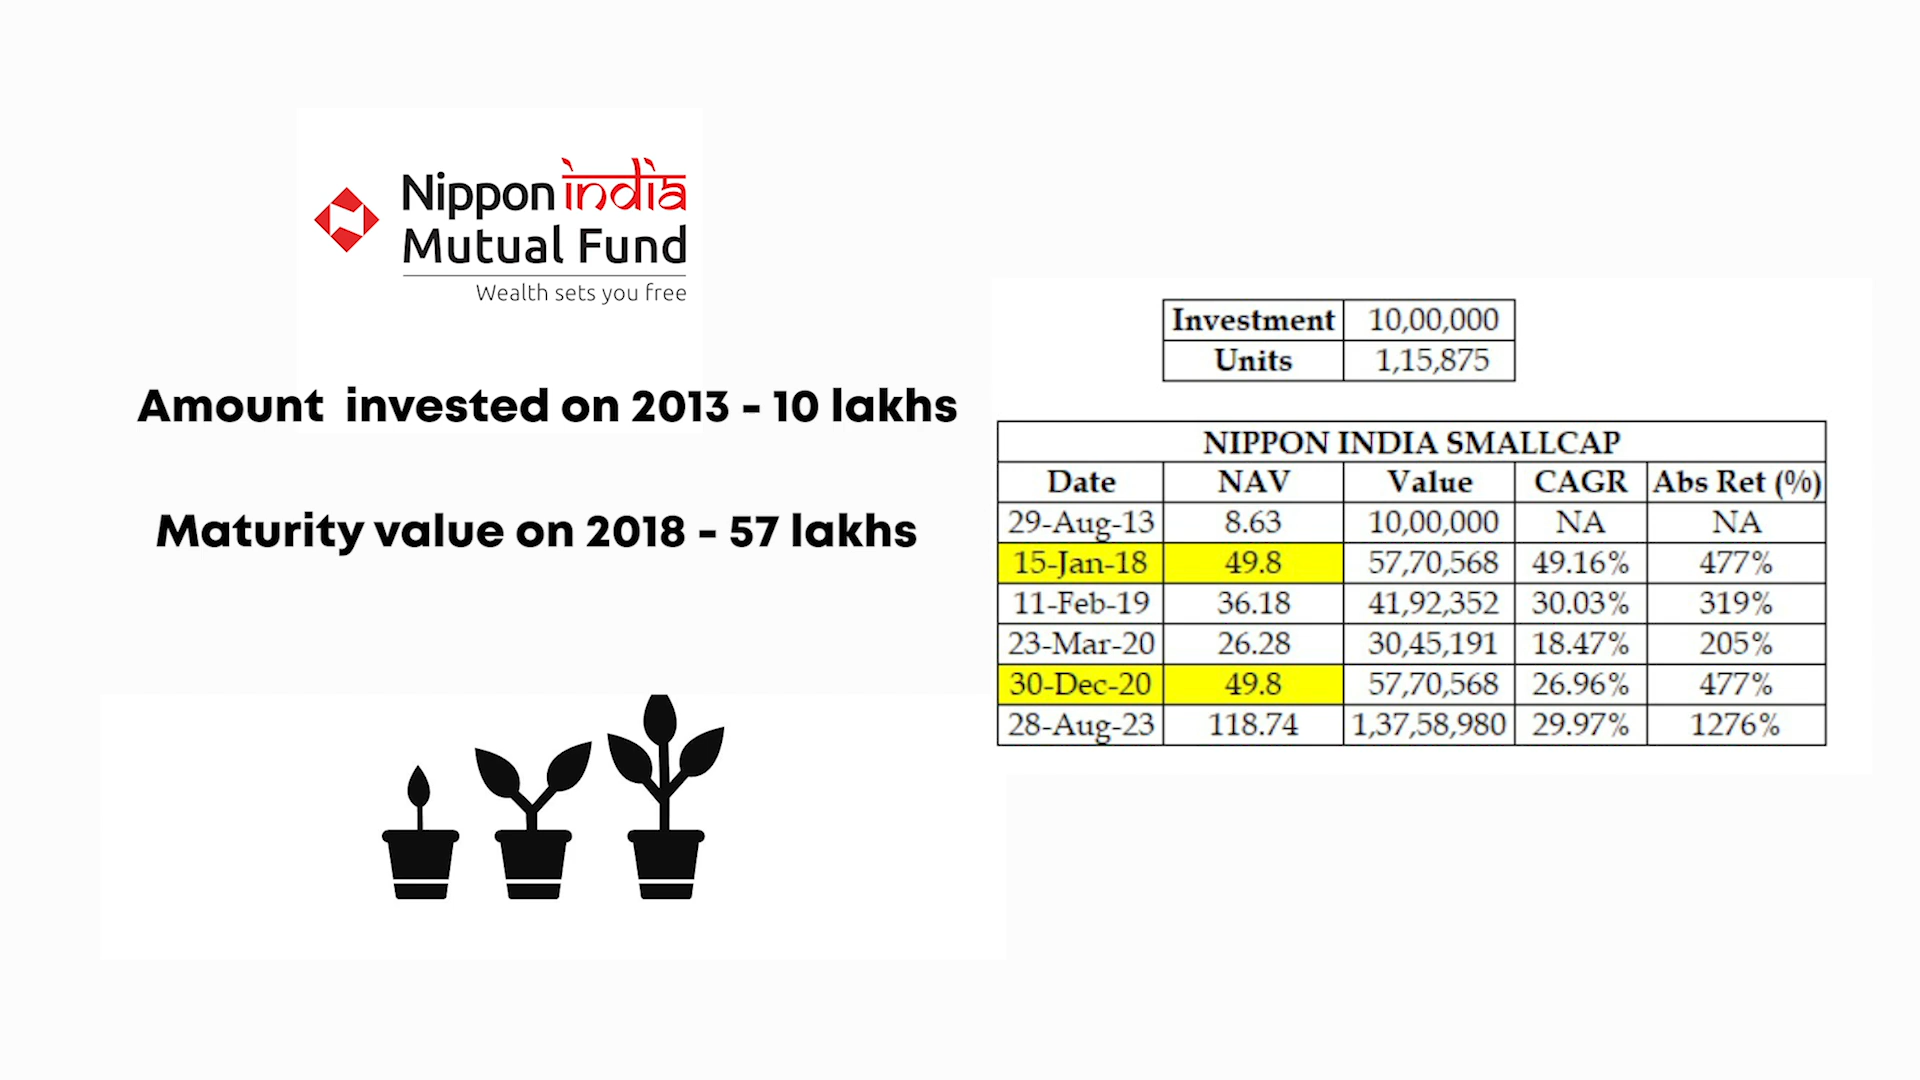 Nippon india
Mutual Fund
Wealth sets you free
Amount invested on 2013 - 10 lakhs
Maturity value on 2018 - 57 lakhs
Investment 10,00,000
Units 1,15,875
NIPPON INDIA SMALLCAP
Date NAV Value CAGR Abs Ret (%)
29-Aug-13 8.63 10,00,000 NA NA
15-Jan-18 49.8 57,70,568 49.16% 477%
11-Feb-19 36.18 41,92,352 30.03% 319%
23-Mar-20 26.28 30,45,191 18.47% 205%
30-Dec-20 49.8 57,70,568 26.96% 477%
28-Aug-23 118.74 1,37,58,980 29.97% 1276%